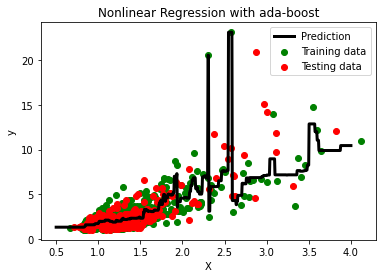 Nonlinear Regression with ada-boost
Prediction
Training data
Testing data
y
20
15
10
5
0
0.5 1.0 1.5 2.0 2.5 3.0 3.5 4.0
X